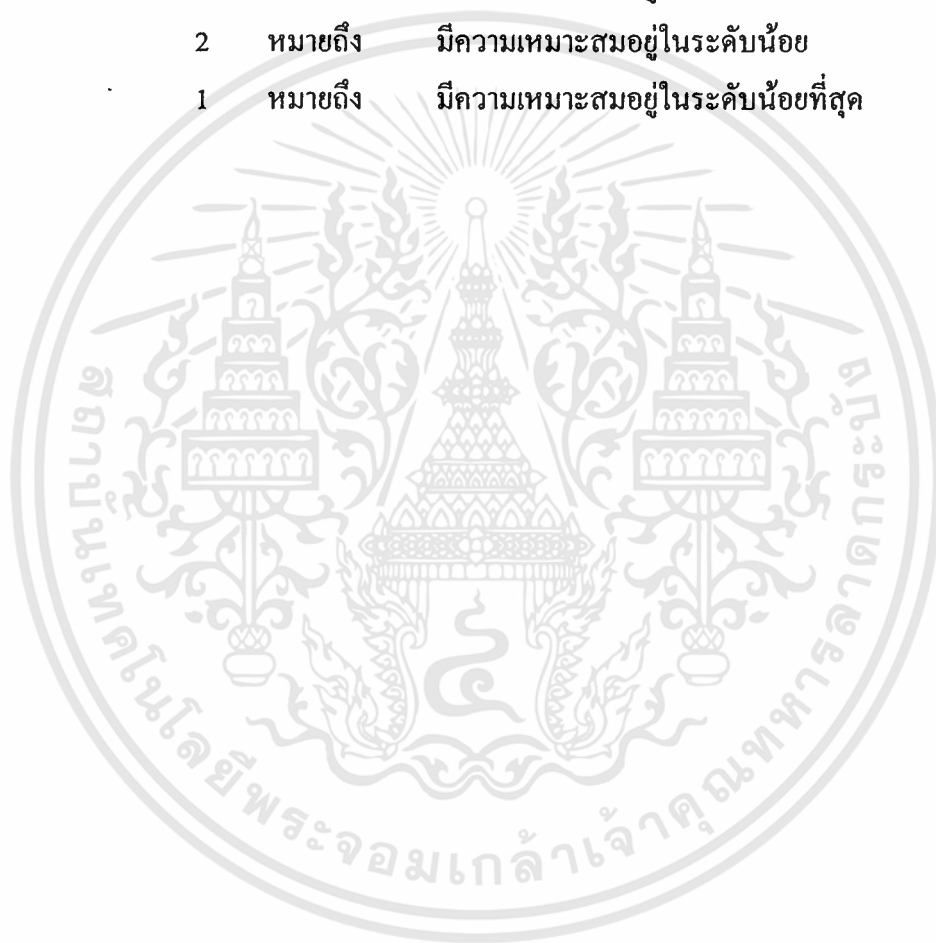 2 หมายถึง มีความเหมาะสมอยู่ในระดับน้อย
1 หมายถึง มีความเหมาะสมอยู่ในระดับน้อยที่สุด
สถาบันเทคโนโลยีพระจอมเกล้าเจ้าคุณทหารลาดกระบัง
๔